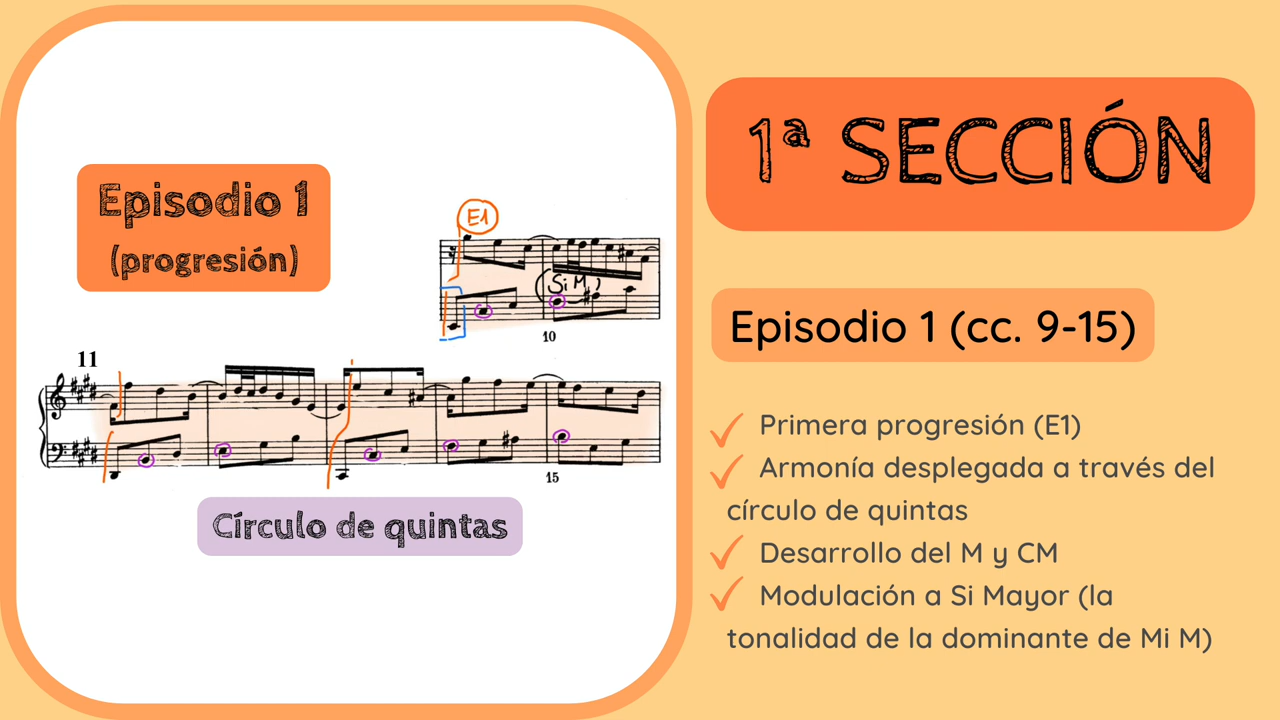 Episodio 1
(progresión)
E1
(Si M)
10
11
15
Círculo de quintas
1ª SECCIÓN
Episodio 1 (cc. 9-15)
Primera progresión (E1)
Armonía desplegada a través del
círculo de quintas
Desarrollo del M y CM
Modulación a Si Mayor (la
tonalidad de la dominante de Mi M)